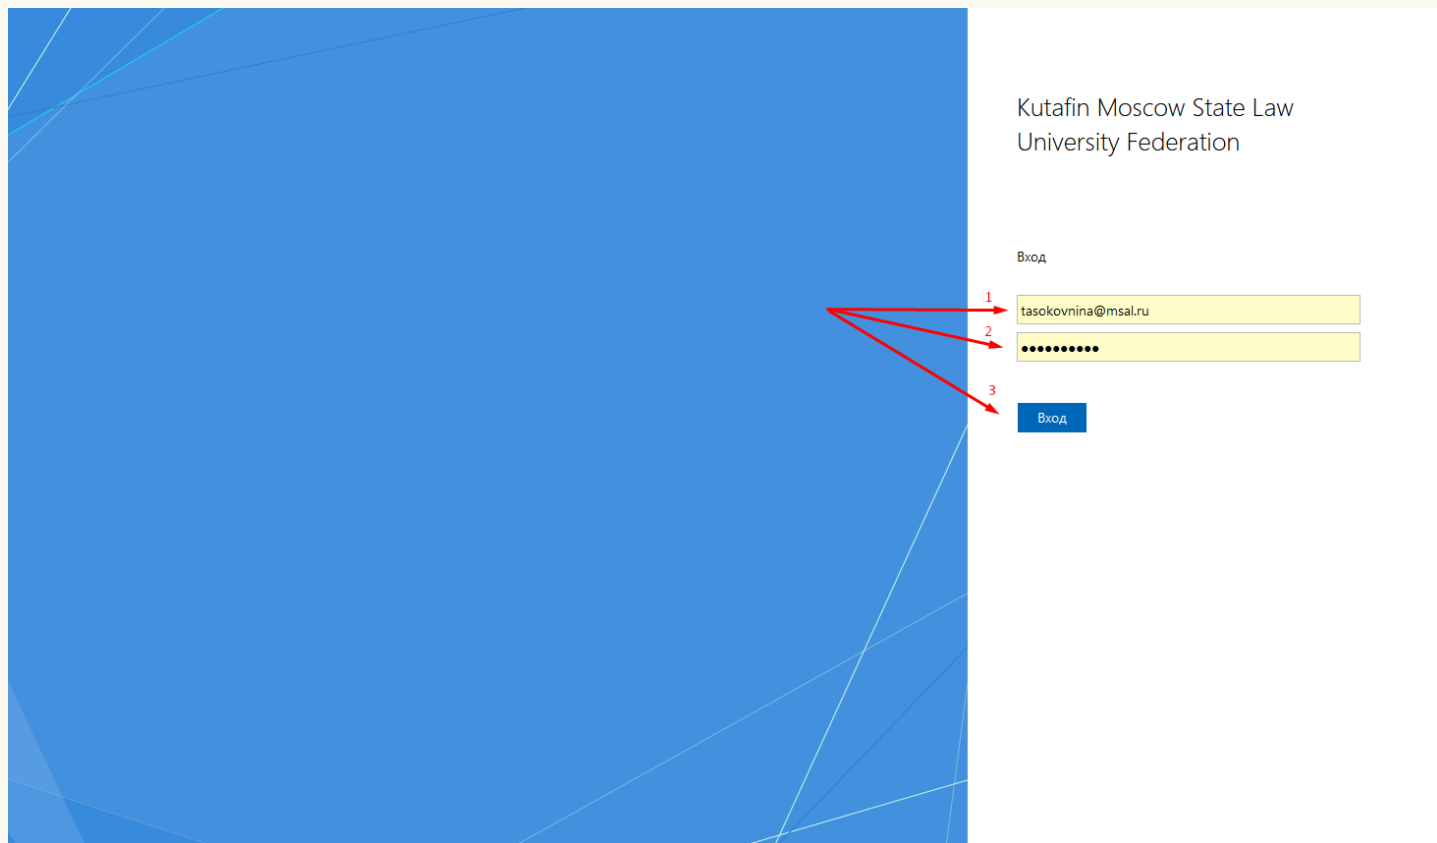 Kutafin Moscow State Law
University Federation
Вход
1
tasokovnina@msal.ru
2
••••••••••
3
Вход